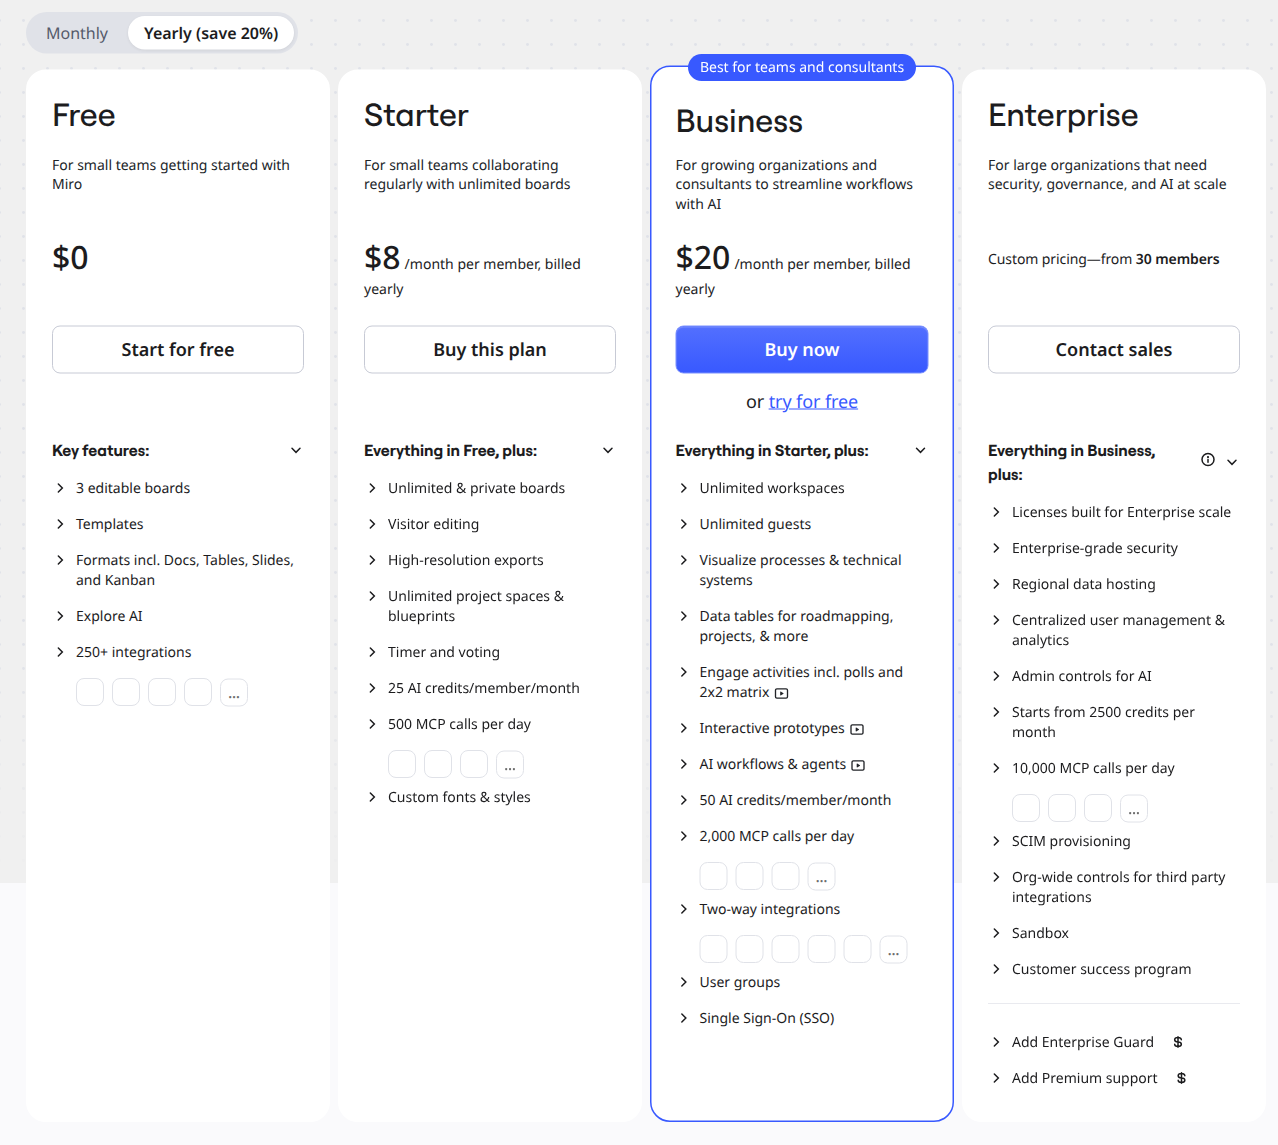 Monthly
Yearly (save 20%)
Free
For small teams getting started with
Miro
$0
Start for free
Key features:
3 editable boards
Templates
Formats incl. Docs, Tables, Slides,
and Kanban
Explore AI
250+ integrations
...
Starter
For small teams collaborating
regularly with unlimited boards
$8 /month per member, billed
yearly
Buy this plan
Everything in Free, plus:
Unlimited & private boards
Visitor editing
High-resolution exports
Unlimited project spaces &
blueprints
Timer and voting
25 AI credits/member/month
500 MCP calls per day
...
Custom fonts & styles
Best for teams and consultants
Business
For growing organizations and
consultants to streamline workflows
with AI
$20 /month per member, billed
yearly
Buy now
or try for free
Everything in Starter, plus:
Unlimited workspaces
Unlimited guests
Visualize processes & technical
systems
Data tables for roadmapping,
projects, & more
Engage activities incl. polls and
2x2 matrix
Interactive prototypes
AI workflows & agents
50 AI credits/member/month
2,000 MCP calls per day
...
Two-way integrations
...
User groups
Single Sign-On (SSO)
Enterprise
For large organizations that need
security, governance, and AI at scale
Custom pricing—from 30 members
Contact sales
Everything in Business,
plus:
Licenses built for Enterprise scale
Enterprise-grade security
Regional data hosting
Centralized user management &
analytics
Admin controls for AI
Starts from 2500 credits per
month
10,000 MCP calls per day
...
SCIM provisioning
Org-wide controls for third party
integrations
Sandbox
Customer success program
Add Enterprise Guard $
Add Premium support $